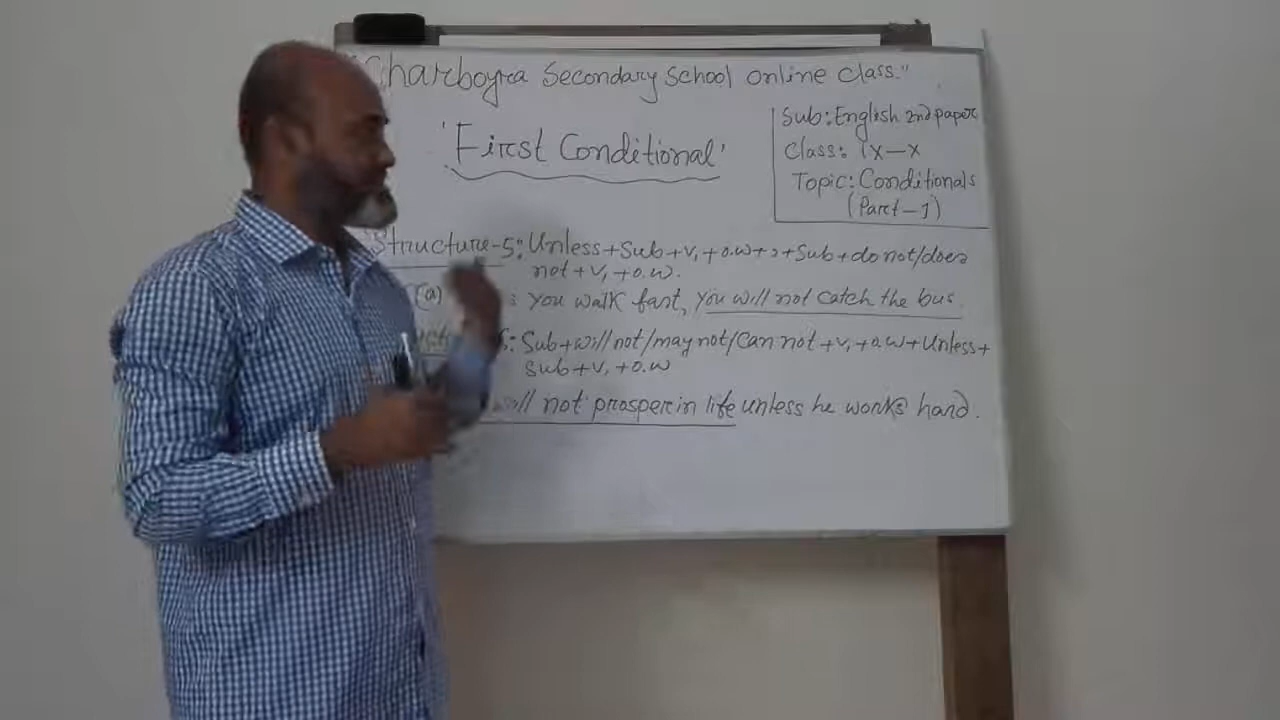 "Gharboyra Secondary School Online Class."
'First Conditional'
Sub: English 2nd paper
Class: IX-X
Topic: Conditionals
(Part-1)
Structure-5: Unless+Sub+V₁+o.w+,+Sub+do not/does
not+V₁+o.w.
(a) : you walk fast, you will not catch the bus.
6: Sub+will not/may not/can not+V₁+o.w+Unless+
sub+V₁+o.w
will not prosper in life unless he works hard.